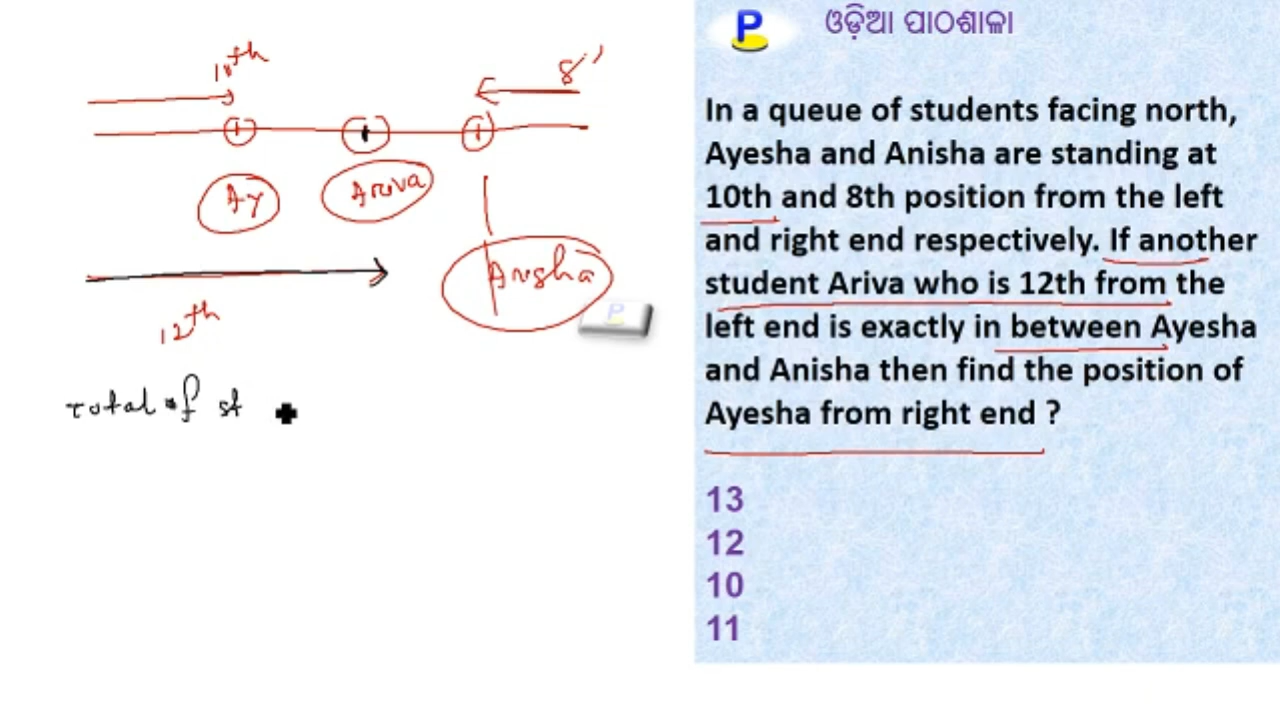 P ଓଡ଼ିଆ ପାଠଶାଳା
In a queue of students facing north,
Ayesha and Anisha are standing at
10th and 8th position from the left
and right end respectively. If another
student Ariva who is 12th from the
left end is exactly in between Ayesha
and Anisha then find the position of
Ayesha from right end ?
13
12
10
11
10th
8'
Ay
Ariva
Anisha
12th
P
Total of st